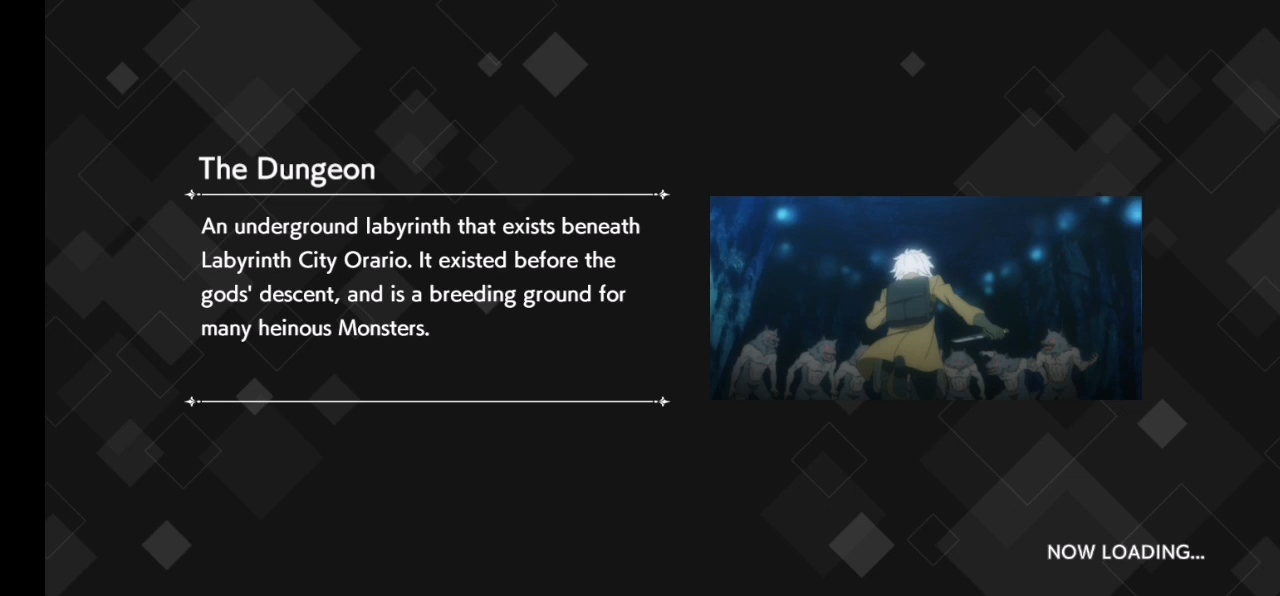 The Dungeon
An underground labyrinth that exists beneath
Labyrinth City Orario. It existed before the
gods' descent, and is a breeding ground for
many heinous Monsters.
NOW LOADING...